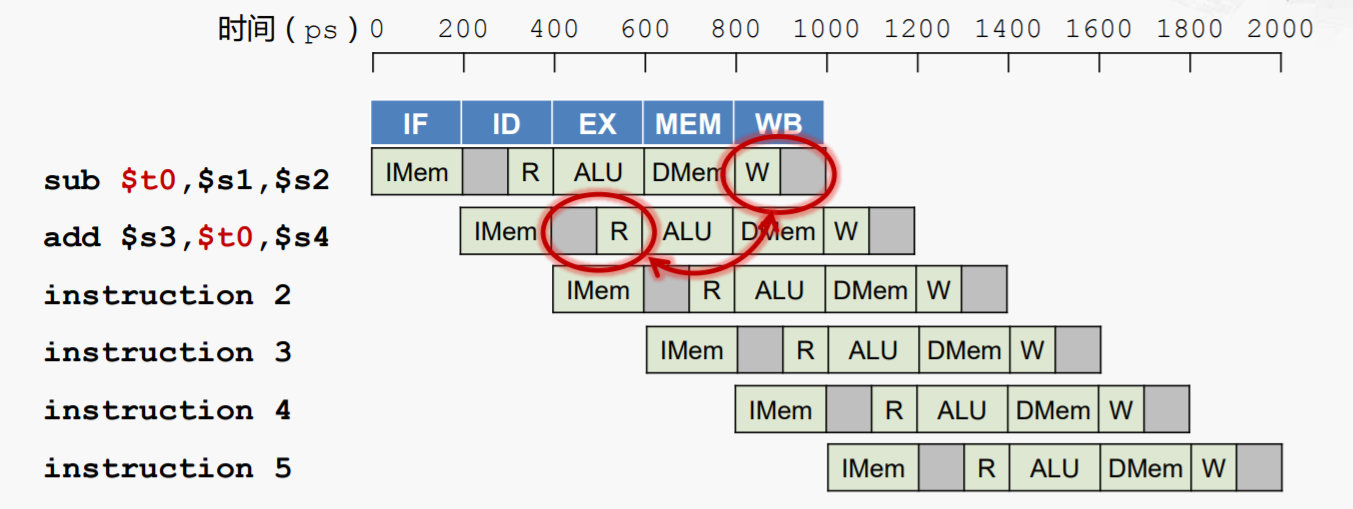 时间(ps) 0 200 400 600 800 1000 1200 1400 1600 1800 2000
IF ID EX MEM WB
sub $t0,$s1,$s2 IMem R ALU DMem W
add $s3,$t0,$s4 IMem R ALU DMem W
instruction 2 IMem R ALU DMem W
instruction 3 IMem R ALU DMem W
instruction 4 IMem R ALU DMem W
instruction 5 IMem R ALU DMem W